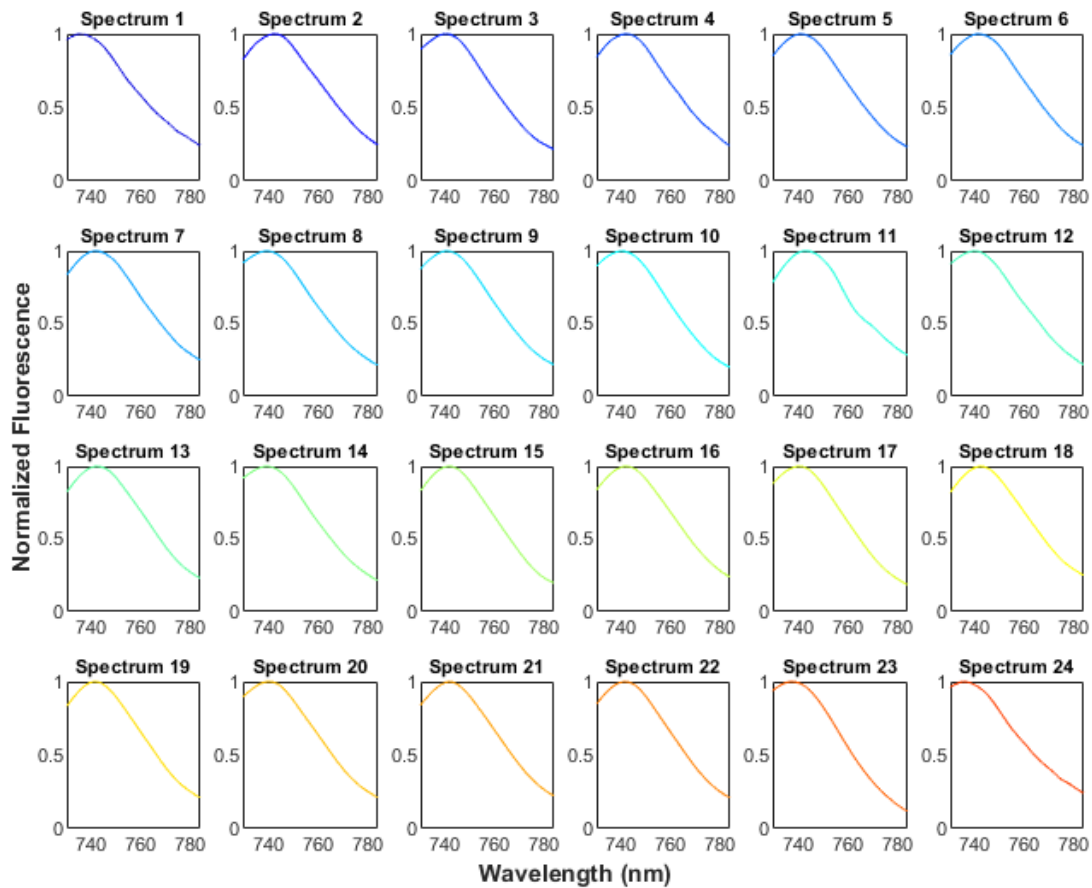 Spectrum 1 Spectrum 2 Spectrum 3 Spectrum 4 Spectrum 5 Spectrum 6
1 1 1 1 1 1
0.5 0.5 0.5 0.5 0.5 0.5
0 0 0 0 0 0
740 760 780 740 760 780 740 760 780 740 760 780 740 760 780 740 760 780
Spectrum 7 Spectrum 8 Spectrum 9 Spectrum 10 Spectrum 11 Spectrum 12
1 1 1 1 1 1
0.5 0.5 0.5 0.5 0.5 0.5
0 0 0 0 0 0
740 760 780 740 760 780 740 760 780 740 760 780 740 760 780 740 760 780
Normalized Fluorescence
Spectrum 13 Spectrum 14 Spectrum 15 Spectrum 16 Spectrum 17 Spectrum 18
1 1 1 1 1 1
0.5 0.5 0.5 0.5 0.5 0.5
0 0 0 0 0 0
740 760 780 740 760 780 740 760 780 740 760 780 740 760 780 740 760 780
Spectrum 19 Spectrum 20 Spectrum 21 Spectrum 22 Spectrum 23 Spectrum 24
1 1 1 1 1 1
0.5 0.5 0.5 0.5 0.5 0.5
0 0 0 0 0 0
740 760 780 740 760 780 740 760 780 740 760 780 740 760 780 740 760 780
Wavelength (nm)